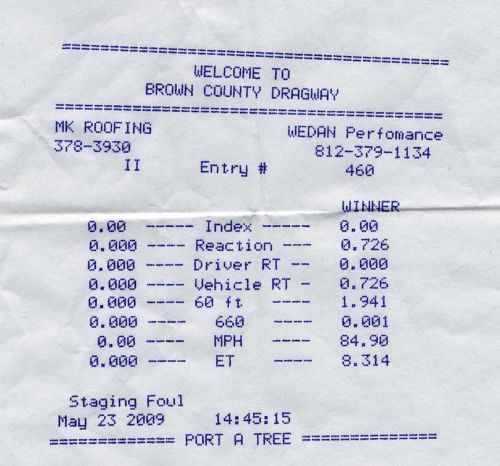 ======================================
WELCOME TO
BROWN COUNTY DRAGWAY
======================================
MK ROOFING WEDAN Perfomance
378-3930 812-379-1134
II Entry # 460
WINNER
0.00 ----- Index ----- 0.00
0.000 ---- Reaction --- 0.726
0.000 ---- Driver RT -- 0.000
0.000 ---- Vehicle RT - 0.726
0.000 ---- 60 ft ---- 1.941
0.000 ---- 660 ---- 0.001
0.00 ---- MPH ---- 84.90
0.000 ---- ET ---- 8.314
Staging Foul
May 23 2009 14:45:15
============= PORT A TREE ==============